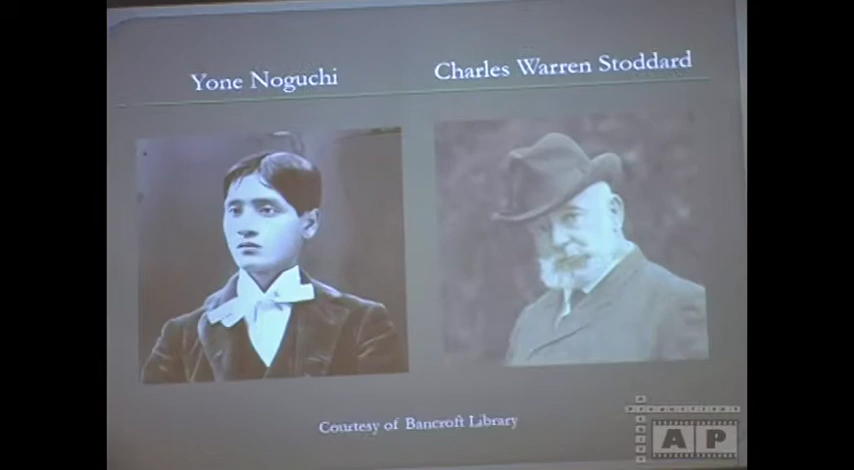 Yone Noguchi
Charles Warren Stoddard
Courtesy of Bancroft Library
AP